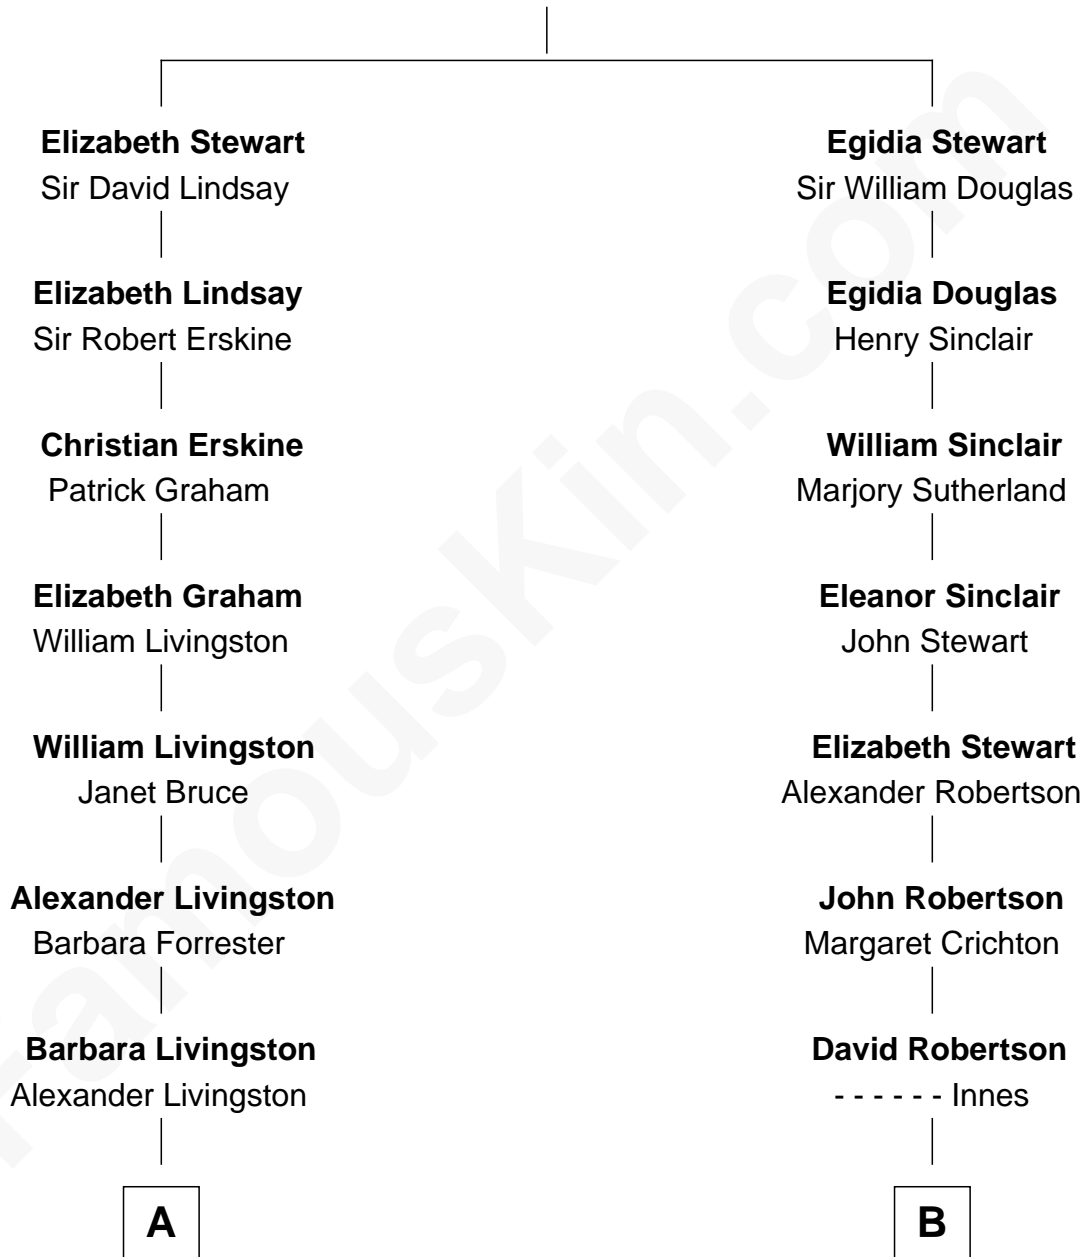 Elizabeth Stewart
Sir David Lindsay
Elizabeth Lindsay
Sir Robert Erskine
Christian Erskine
Patrick Graham
Elizabeth Graham
William Livingston
William Livingston
Janet Bruce
Alexander Livingston
Barbara Forrester
Barbara Livingston
Alexander Livingston
A
Egidia Stewart
Sir William Douglas
Egidia Douglas
Henry Sinclair
William Sinclair
Marjory Sutherland
Eleanor Sinclair
John Stewart
Elizabeth Stewart
Alexander Robertson
John Robertson
Margaret Crichton
David Robertson
- - - - - - Innes
B
FamousKin.com